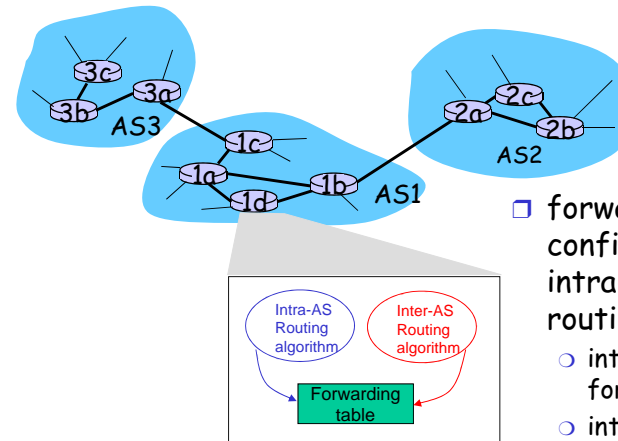 3c
3b
3a
AS3
2c
2a
2b
AS2
1c
1a
1b
1d
AS1
Intra-AS
Routing
algorithm
Inter-AS
Routing
algorithm
Forwarding
table
forw
confi
intra
routi
int
for
int